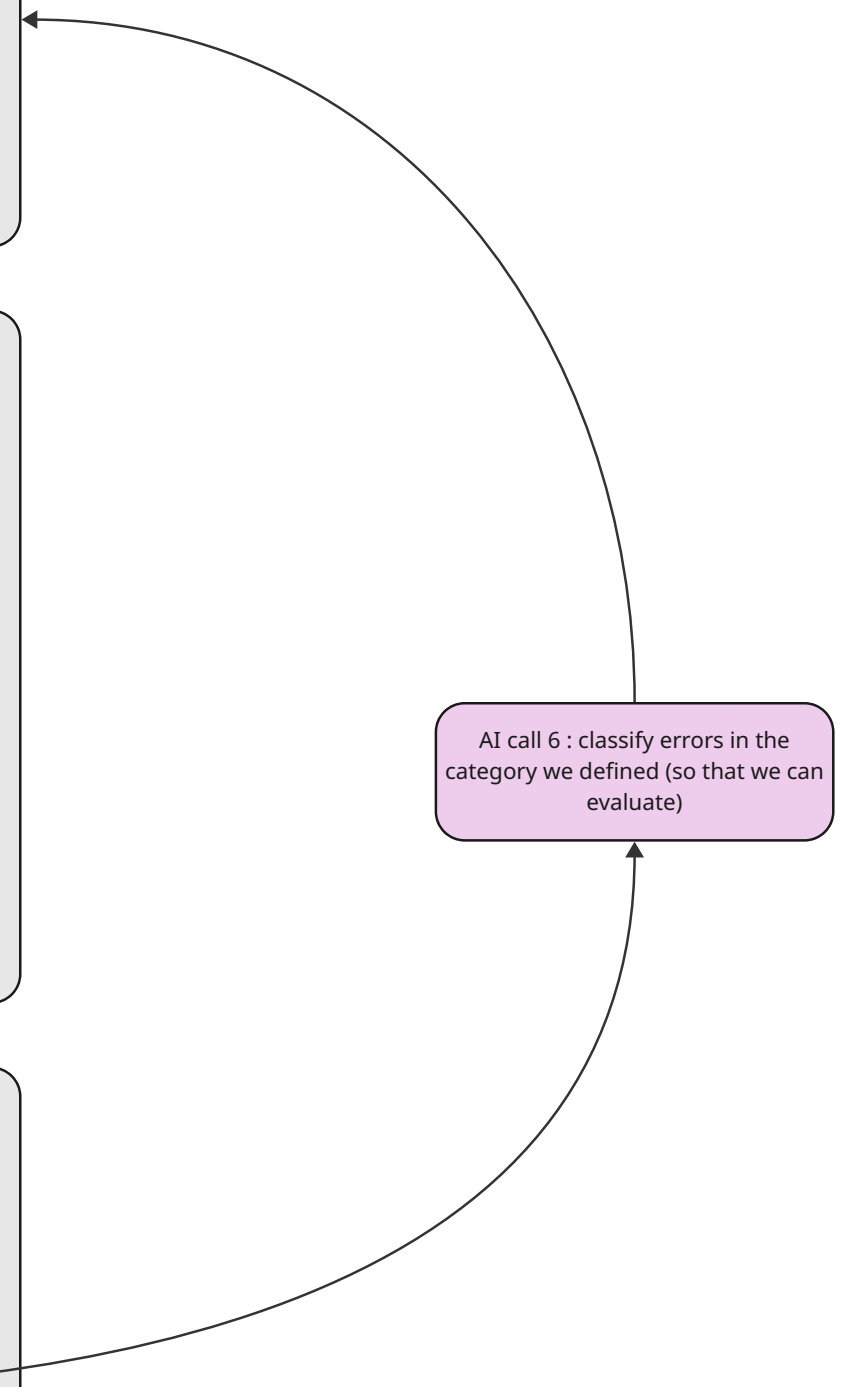 AI call 6 : classify errors in the
category we defined (so that we can
evaluate)